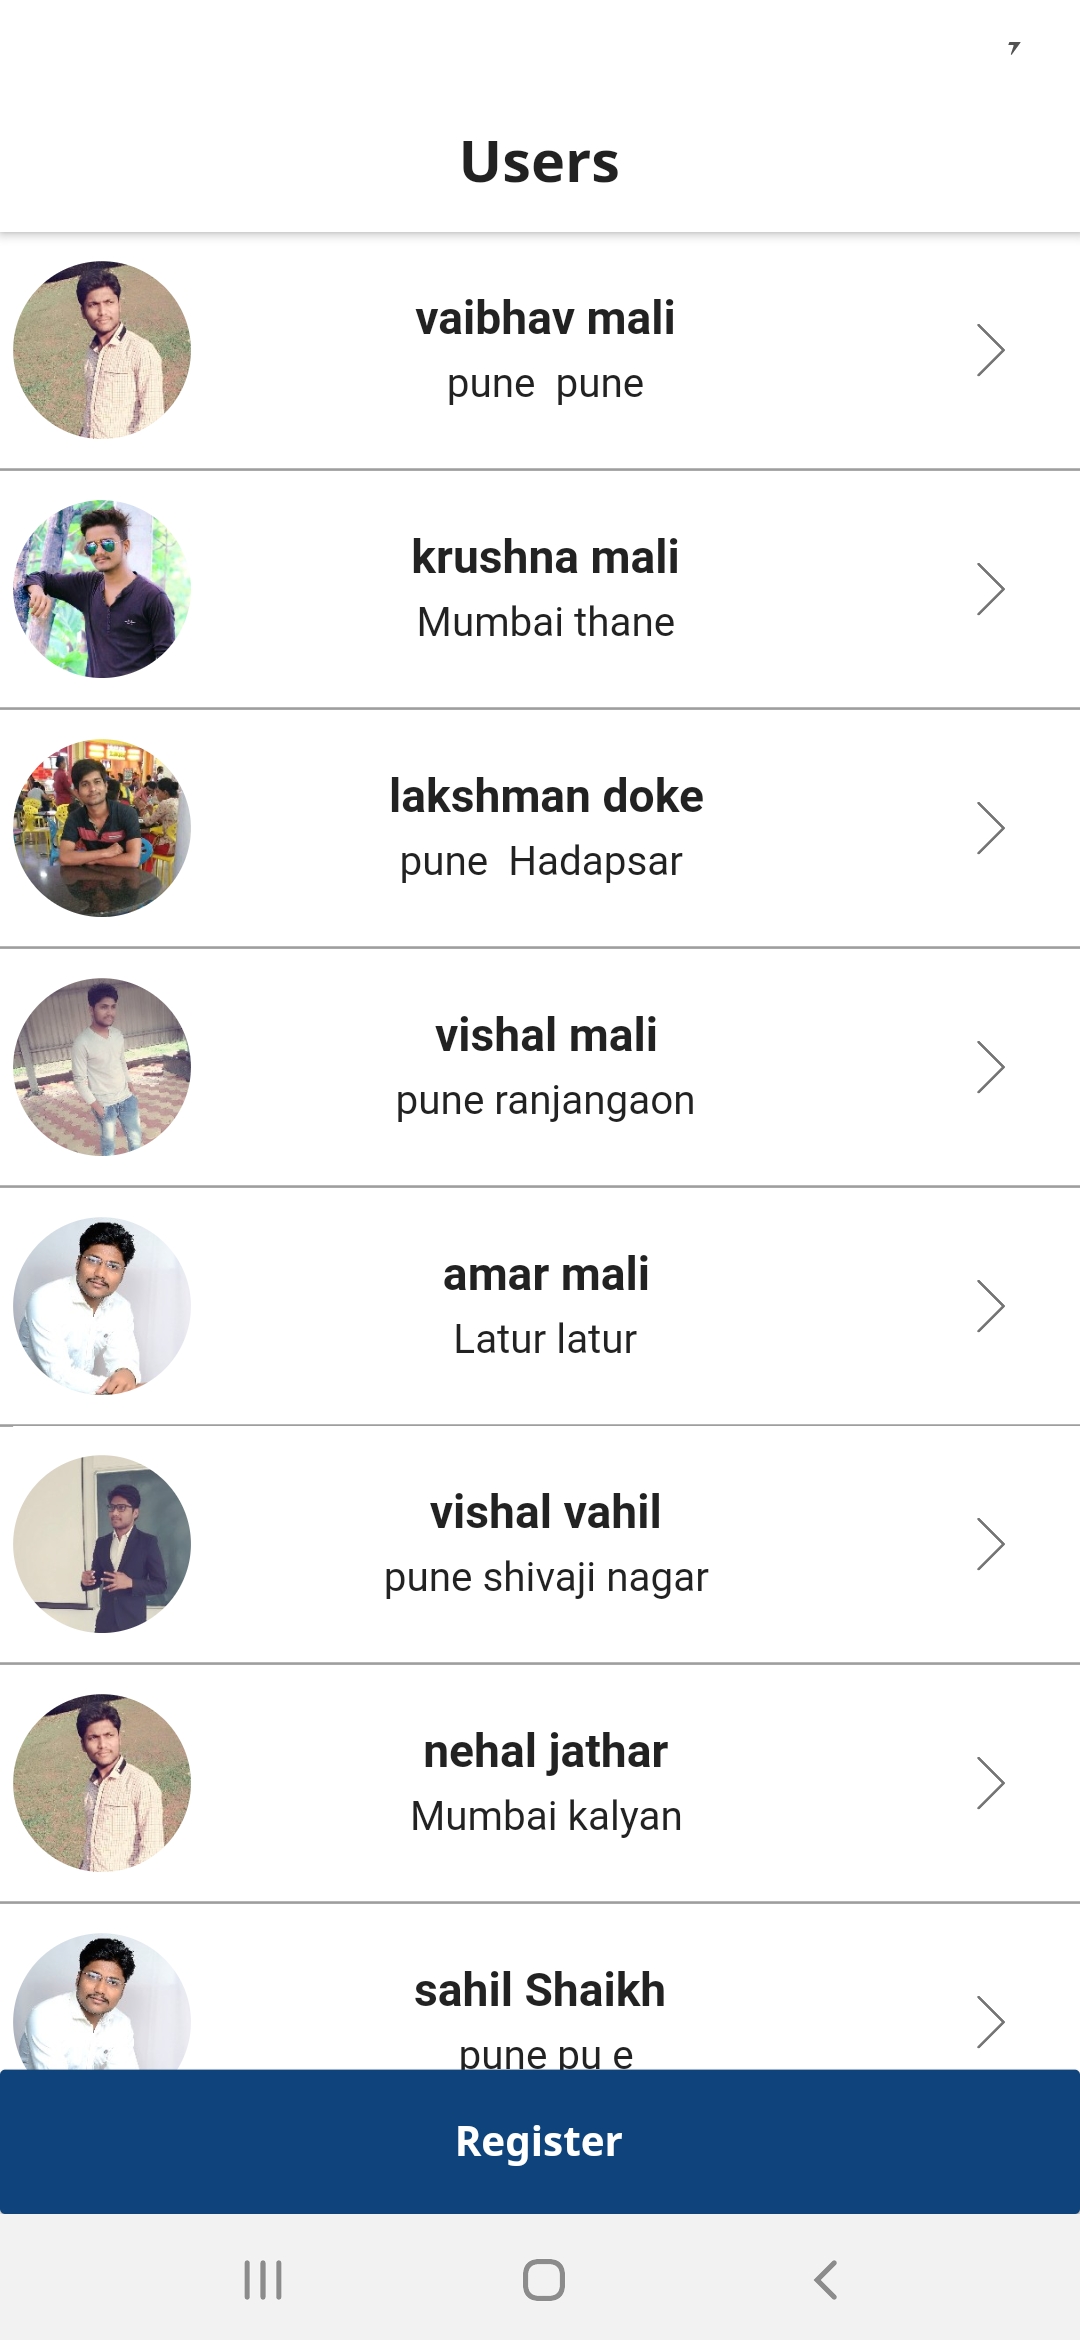 Users
vaibhav mali
pune  pune
krushna mali
Mumbai thane
lakshman doke
pune  Hadapsar
vishal mali
pune ranjangaon
amar mali
Latur latur
vishal vahil
pune shivaji nagar
nehal jathar
Mumbai kalyan
sahil Shaikh
pune pu e
Register